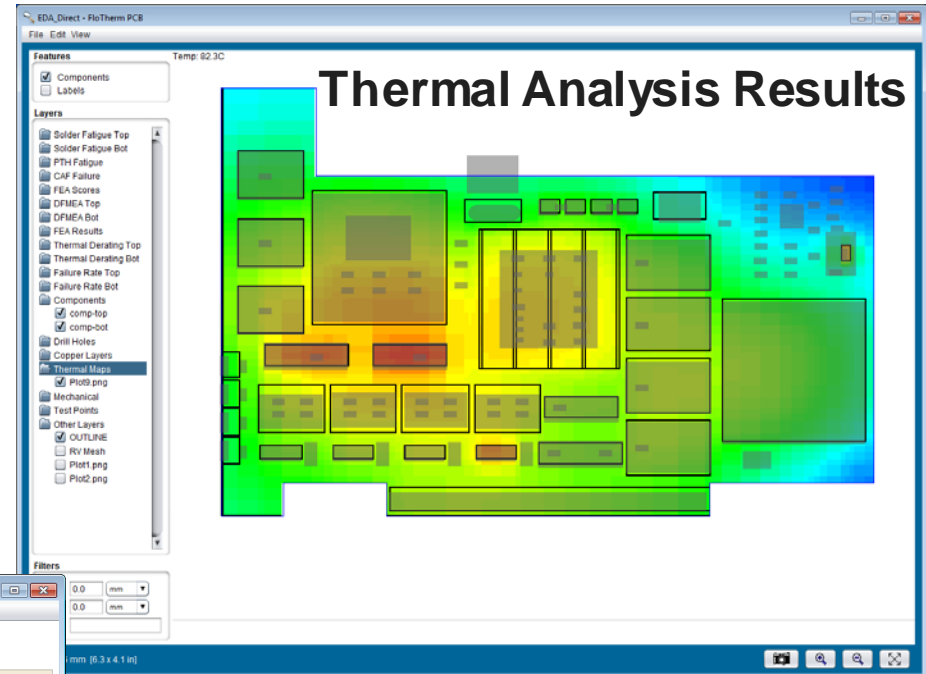 EDA_Direct - FloTherm PCB
File Edit View
Features
Components
Labels
Temp: 82.3C
Thermal Analysis Results
Layers
Solder Fatigue Top
Solder Fatigue Bot
PTH Fatigue
CAF Failure
FEA Scores
DFMEA Top
DFMEA Bot
FEA Results
Thermal Derating Top
Thermal Derating Bot
Failure Rate Top
Failure Rate Bot
Components
comp-top
comp-bot
Drill Holes
Copper Layers
Thermal Maps
Plot9.png
Mechanical
Test Points
Other Layers
OUTLINE
RV Mesh
Plot1.png
Plot2.png
Filters
0.0 mm
0.0 mm
mm [6.3 x 4.1 in]